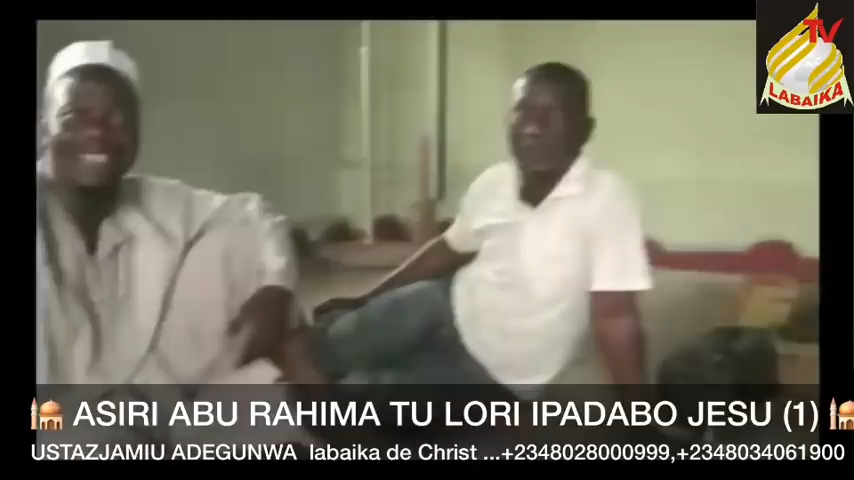 TV
LABAIKA
ASIRI ABU RAHIMA TU LORI IPADABO JESU (1)
USTAZJAMIU ADEGUNWA labaika de Christ ...+2348028000999,+2348034061900